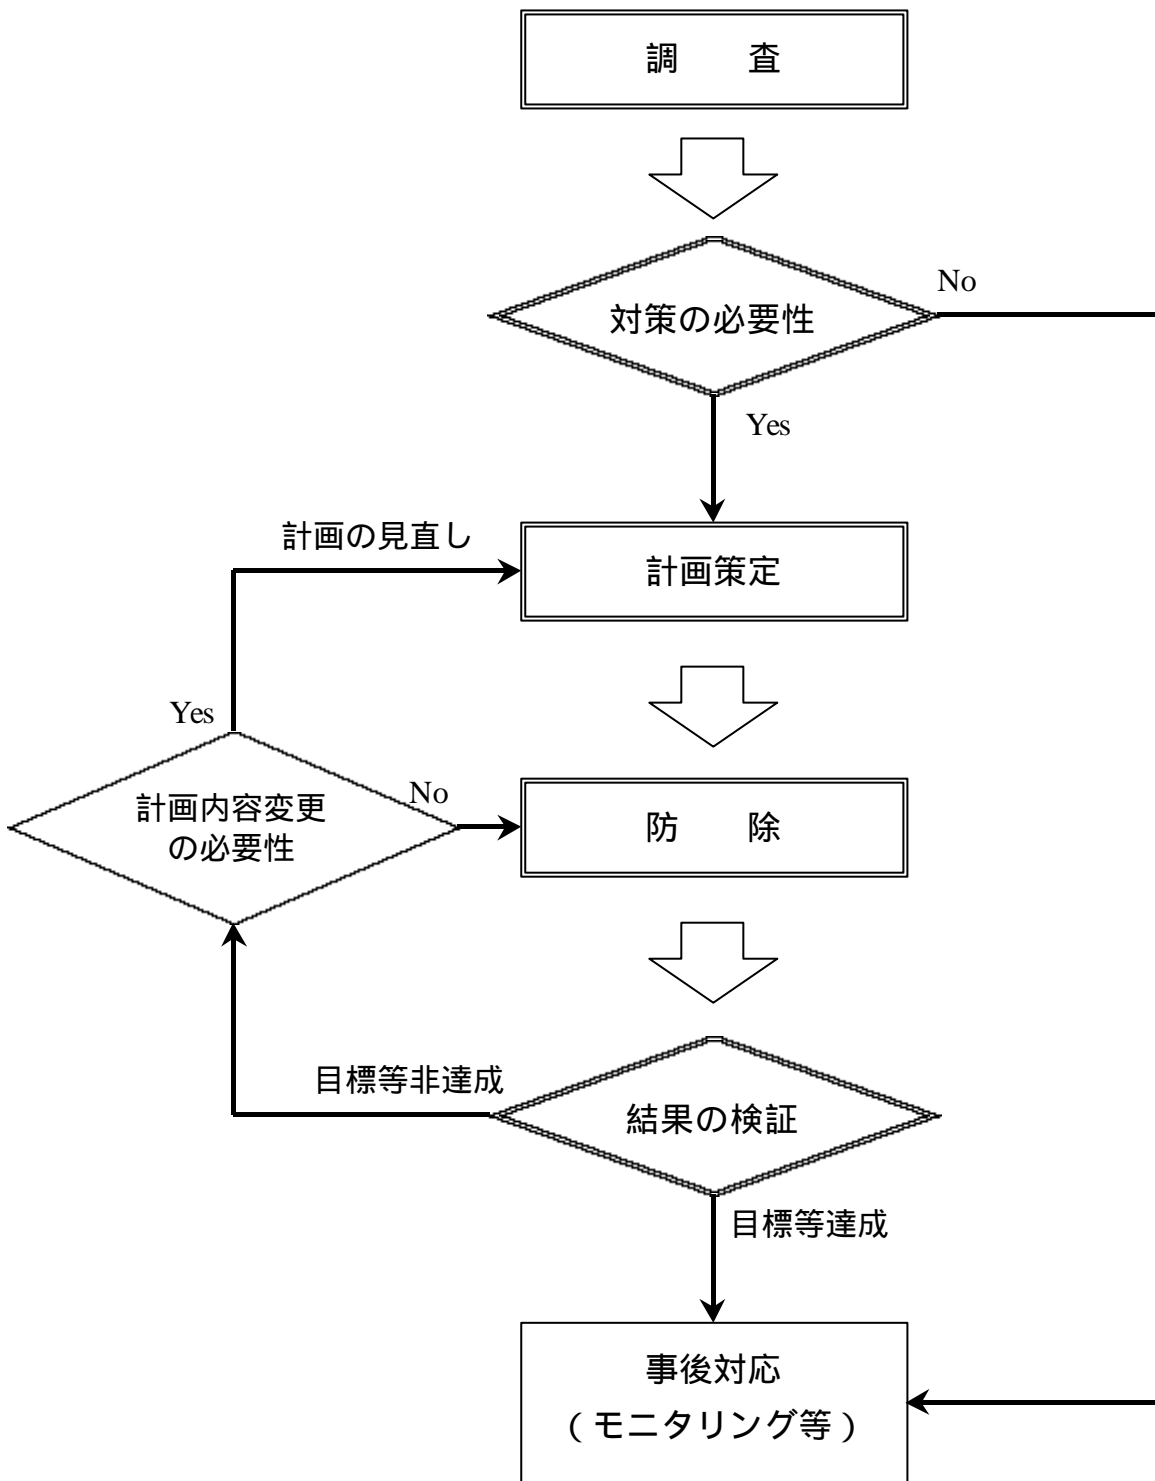 調　　査
No
対策の必要性
Yes
計画の見直し
計画策定
Yes
No
計画内容変更
の必要性
防　　除
目標等非達成
結果の検証
目標等達成
事後対応
（モニタリング等）